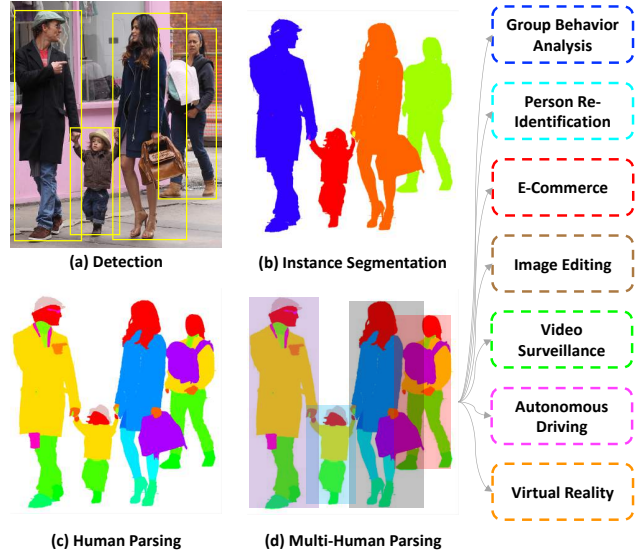 (a) Detection
(b) Instance Segmentation
(c) Human Parsing
(d) Multi-Human Parsing
Group Behavior
Analysis
Person Re-
Identification
E-Commerce
Image Editing
Video
Surveillance
Autonomous
Driving
Virtual Reality